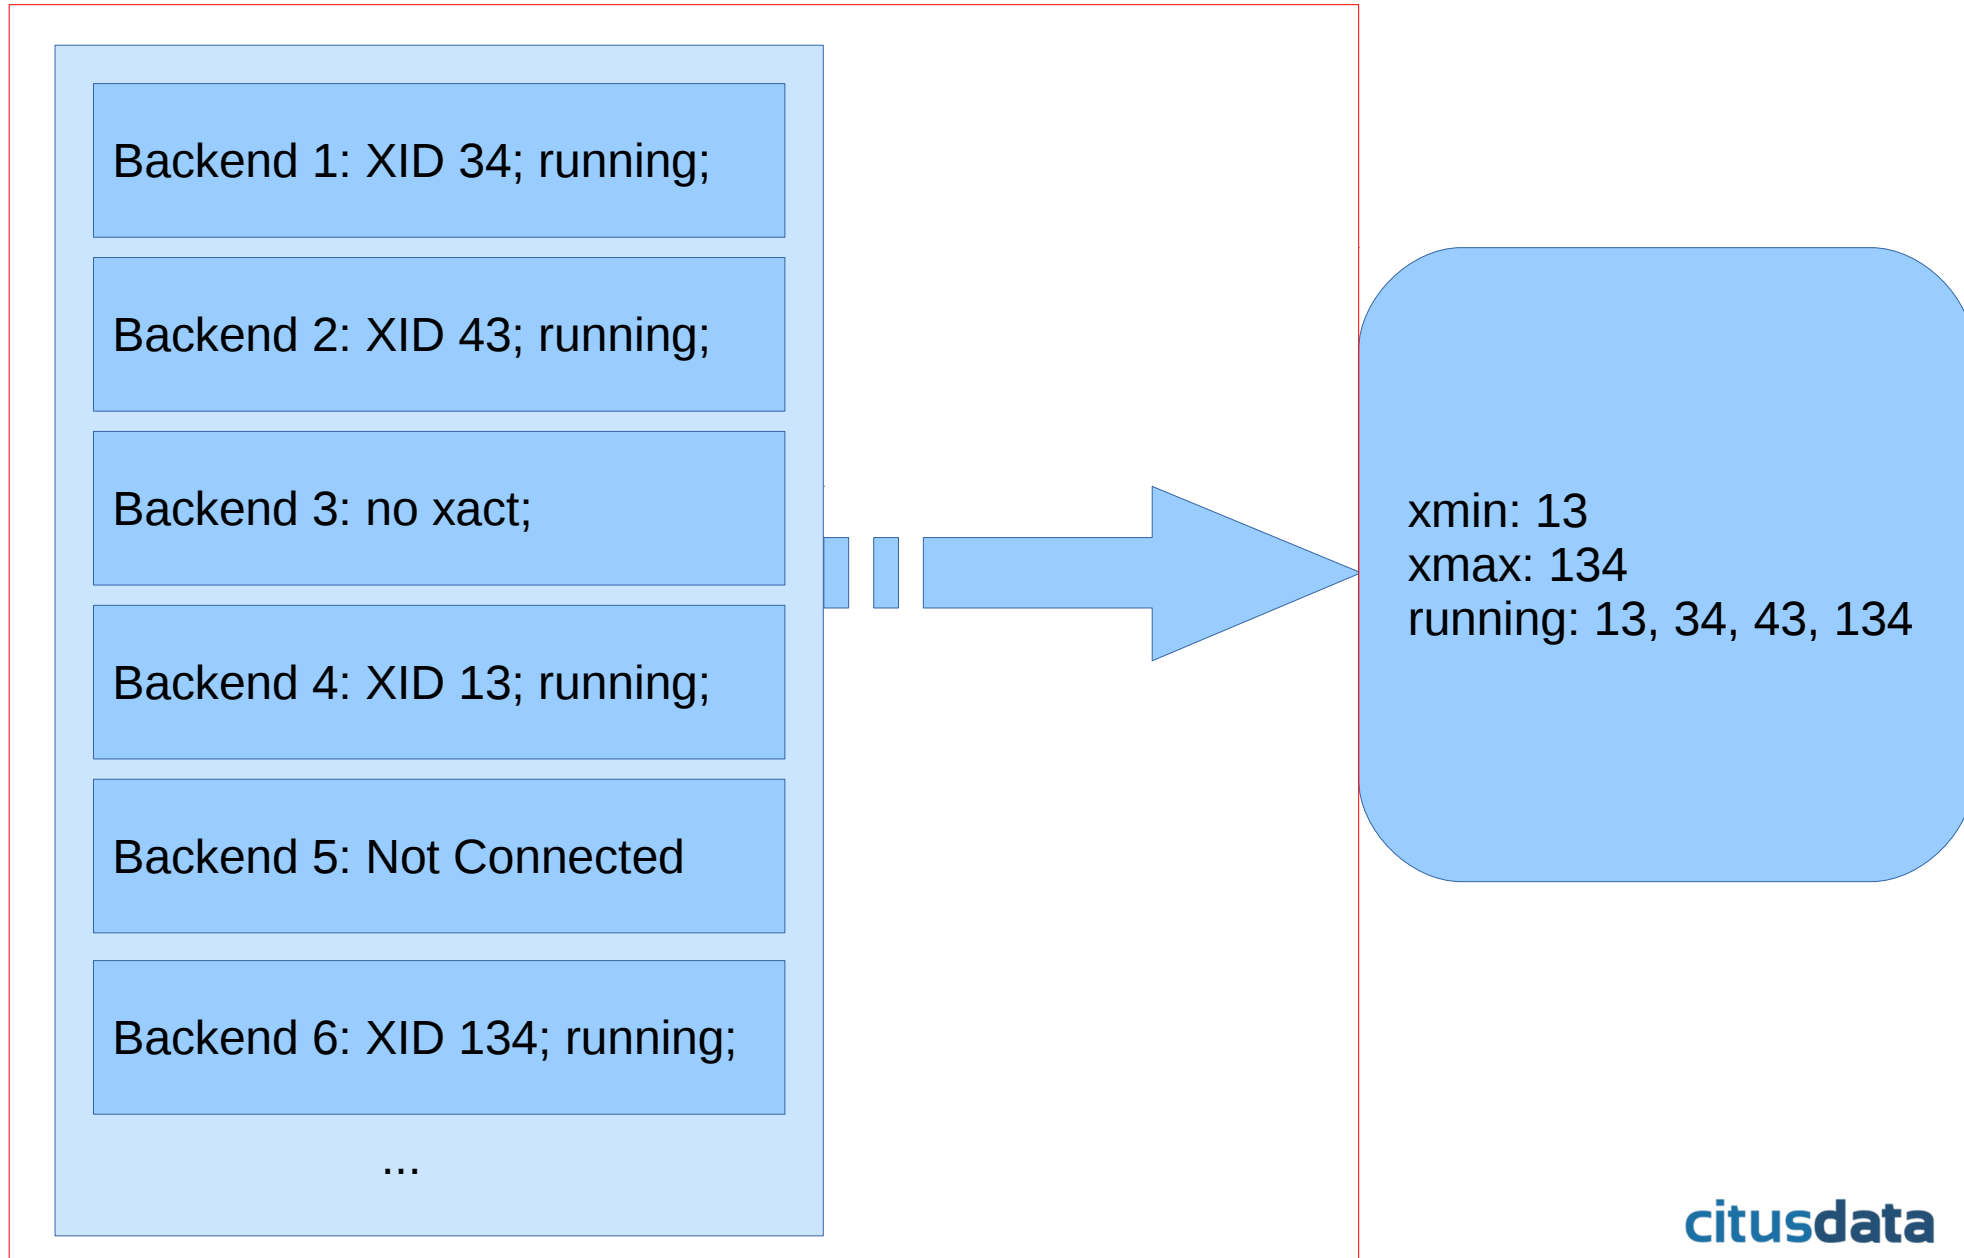 Backend 1: XID 34; running;
Backend 2: XID 43; running;
Backend 3: no xact;
Backend 4: XID 13; running;
Backend 5: Not Connected
Backend 6: XID 134; running;
...
xmin: 13
xmax: 134
running: 13, 34, 43, 134
citusdata